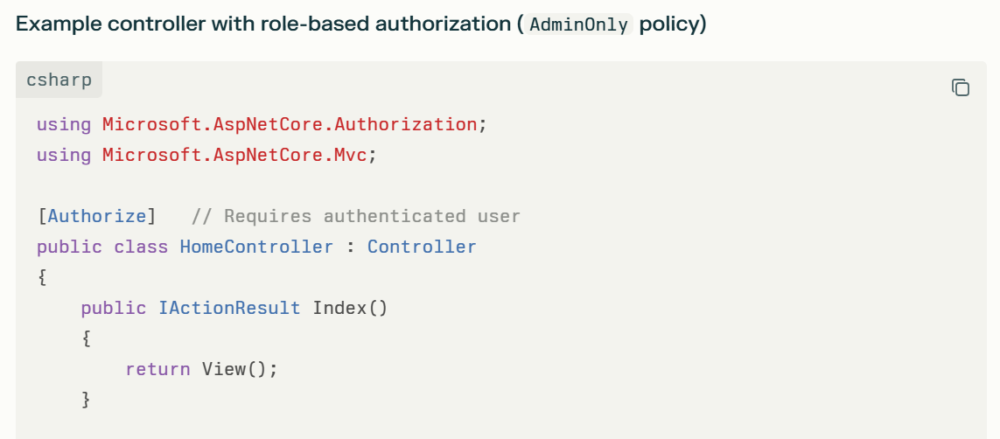 Example controller with role-based authorization (AdminOnly policy)
csharp
using Microsoft.AspNetCore.Authorization;
using Microsoft.AspNetCore.Mvc;
[Authorize]   // Requires authenticated user
public class HomeController : Controller
{
    public IActionResult Index()
    {
        return View();
    }